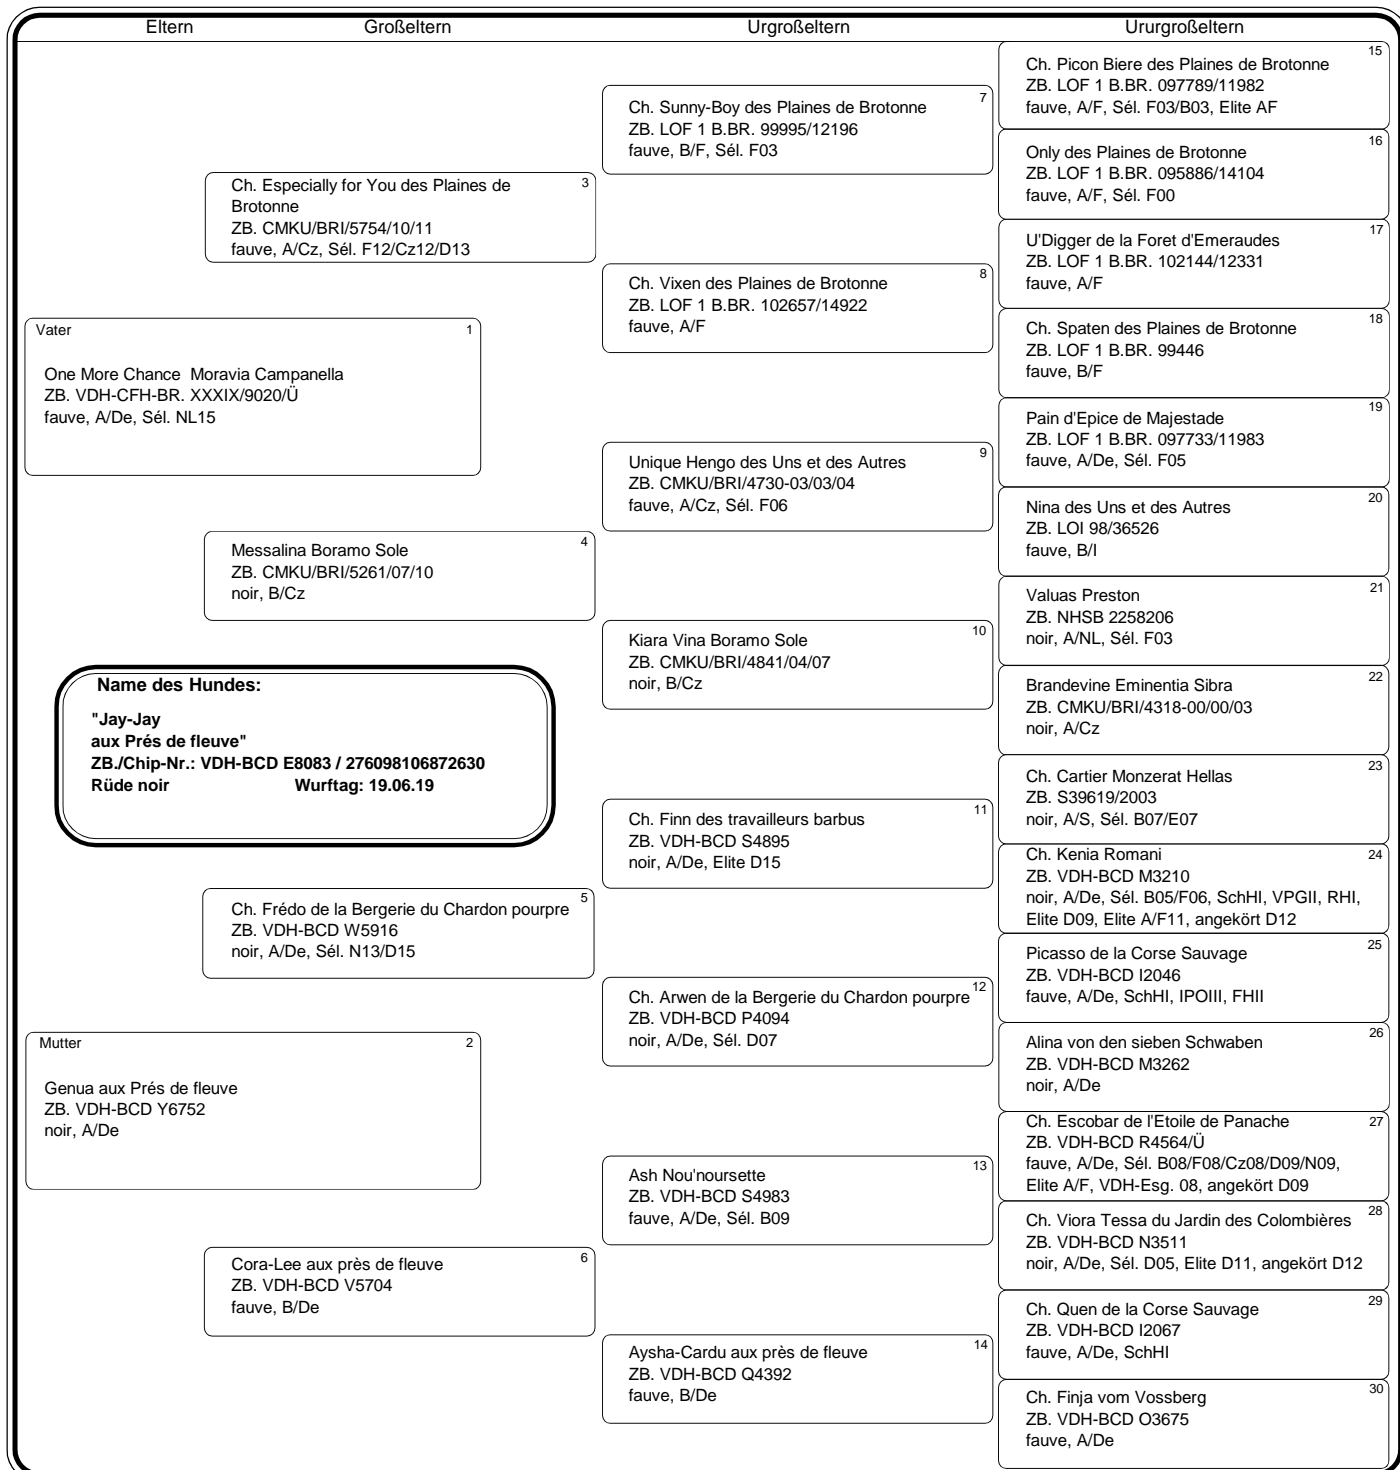 Eltern Großeltern Urgroßeltern Ururgroßeltern
Vater 1
One More Chance  Moravia Campanella
ZB. VDH-CFH-BR. XXXIX/9020/Ü
fauve, A/De, Sél. NL15
Name des Hundes:
"Jay-Jay
aux Prés de fleuve"
ZB./Chip-Nr.: VDH-BCD E8083 / 276098106872630
Rüde noir Wurftag: 19.06.19
Mutter 2
Genua aux Prés de fleuve
ZB. VDH-BCD Y6752
noir, A/De
Ch. Especially for You des Plaines de 3
Brotonne
ZB. CMKU/BRI/5754/10/11
fauve, A/Cz, Sél. F12/Cz12/D13
Messalina Boramo Sole 4
ZB. CMKU/BRI/5261/07/10
noir, B/Cz
Ch. Frédo de la Bergerie du Chardon pourpre 5
ZB. VDH-BCD W5916
noir, A/De, Sél. N13/D15
Cora-Lee aux près de fleuve 6
ZB. VDH-BCD V5704
fauve, B/De
Ch. Sunny-Boy des Plaines de Brotonne 7
ZB. LOF 1 B.BR. 99995/12196
fauve, B/F, Sél. F03
Ch. Vixen des Plaines de Brotonne 8
ZB. LOF 1 B.BR. 102657/14922
fauve, A/F
Unique Hengo des Uns et des Autres 9
ZB. CMKU/BRI/4730-03/03/04
fauve, A/Cz, Sél. F06
Kiara Vina Boramo Sole 10
ZB. CMKU/BRI/4841/04/07
noir, B/Cz
Ch. Finn des travailleurs barbus 11
ZB. VDH-BCD S4895
noir, A/De, Elite D15
Ch. Arwen de la Bergerie du Chardon pourpre 12
ZB. VDH-BCD P4094
noir, A/De, Sél. D07
Ash Nou'noursette 13
ZB. VDH-BCD S4983
fauve, A/De, Sél. B09
Aysha-Cardu aux près de fleuve 14
ZB. VDH-BCD Q4392
fauve, B/De
Ch. Picon Biere des Plaines de Brotonne 15
ZB. LOF 1 B.BR. 097789/11982
fauve, A/F, Sél. F03/B03, Elite AF
Only des Plaines de Brotonne 16
ZB. LOF 1 B.BR. 095886/14104
fauve, A/F, Sél. F00
U'Digger de la Foret d'Emeraudes 17
ZB. LOF 1 B.BR. 102144/12331
fauve, A/F
Ch. Spaten des Plaines de Brotonne 18
ZB. LOF 1 B.BR. 99446
fauve, B/F
Pain d'Epice de Majestade 19
ZB. LOF 1 B.BR. 097733/11983
fauve, A/De, Sél. F05
Nina des Uns et des Autres 20
ZB. LOI 98/36526
fauve, B/I
Valuas Preston 21
ZB. NHSB 2258206
noir, A/NL, Sél. F03
Brandevine Eminentia Sibra 22
ZB. CMKU/BRI/4318-00/00/03
noir, A/Cz
Ch. Cartier Monzerat Hellas 23
ZB. S39619/2003
noir, A/S, Sél. B07/E07
Ch. Kenia Romani 24
ZB. VDH-BCD M3210
noir, A/De, Sél. B05/F06, SchHI, VPGII, RHI,
Elite D09, Elite A/F11, angekört D12
Picasso de la Corse Sauvage 25
ZB. VDH-BCD I2046
fauve, A/De, SchHI, IPOIII, FHII
Alina von den sieben Schwaben 26
ZB. VDH-BCD M3262
noir, A/De
Ch. Escobar de l'Etoile de Panache 27
ZB. VDH-BCD R4564/Ü
fauve, A/De, Sél. B08/F08/Cz08/D09/N09,
Elite A/F, VDH-Esg. 08, angekört D09
Ch. Viora Tessa du Jardin des Colombières 28
ZB. VDH-BCD N3511
noir, A/De, Sél. D05, Elite D11, angekört D12
Ch. Quen de la Corse Sauvage 29
ZB. VDH-BCD I2067
fauve, A/De, SchHI
Ch. Finja vom Vossberg 30
ZB. VDH-BCD O3675
fauve, A/De